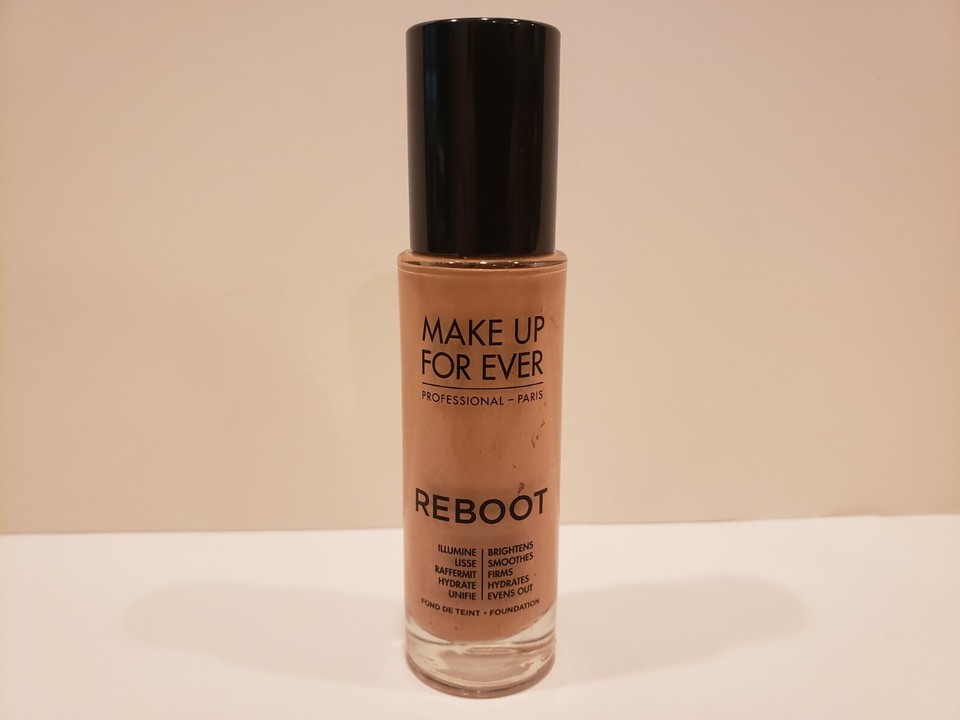 MAKE UP
FOR EVER
PROFESSIONAL – PARIS
REBOOT
ILLUMINE | BRIGHTENS
LISSE | SMOOTHES
RAFFERMIT | FIRMS
HYDRATE | HYDRATES
UNIFIE | EVENS OUT
FOND DE TEINT • FOUNDATION